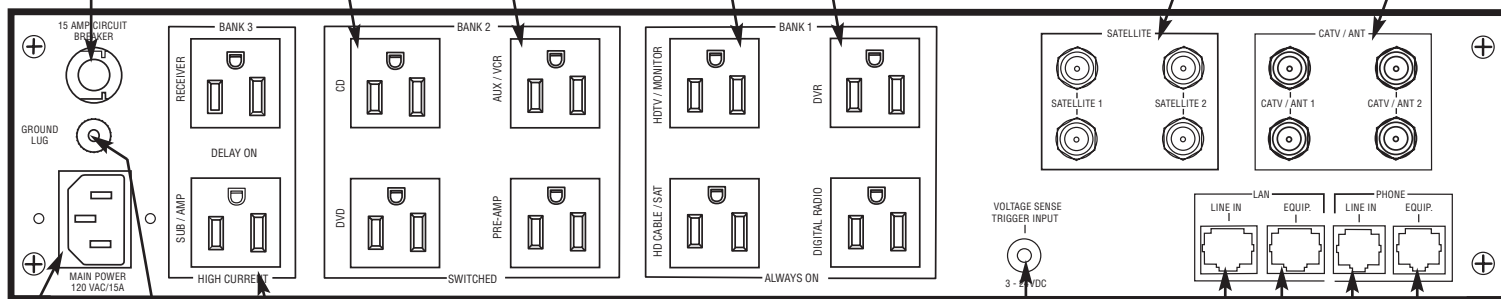 15 AMP CIRCUIT
BREAKER
GROUND
LUG
MAIN POWER
120 VAC/15A
BANK 3
RECEIVER
DELAY ON
SUB / AMP
HIGH CURRENT
BANK 2
CD
AUX / VCR
DVD
PRE-AMP
SWITCHED
BANK 1
HDTV / MONITOR
DVR
HD CABLE / SAT
DIGITAL RADIO
ALWAYS ON
VOLTAGE SENSE
TRIGGER INPUT
SATELLITE
SATELLITE 1
SATELLITE 2
CATV / ANT
CATV / ANT 1
CATV / ANT 2
LAN
LINE IN
EQUIP.
PHONE
LINE IN
EQUIP.